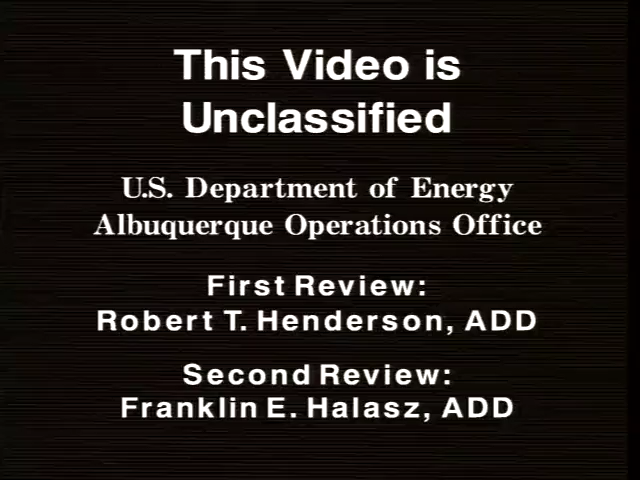 This Video is
Unclassified
U.S. Department of Energy
Albuquerque Operations Office
First Review:
Robert T. Henderson, ADD
Second Review:
Franklin E. Halasz, ADD